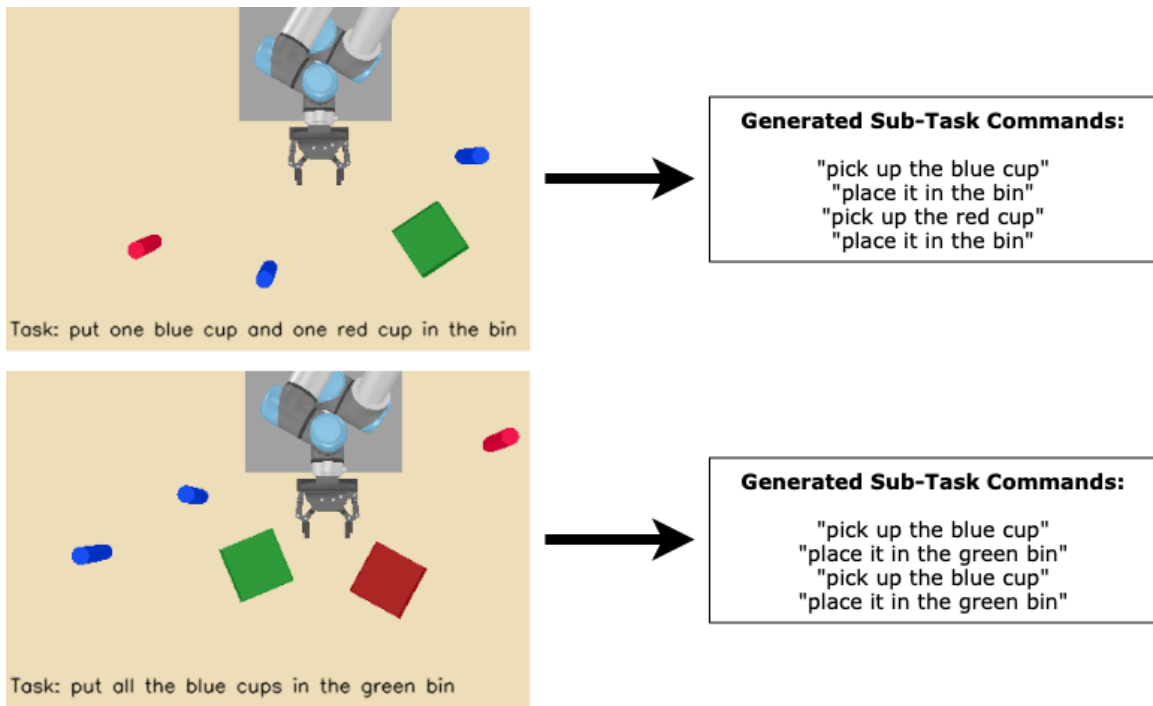 Task: put one blue cup and one red cup in the bin
Generated Sub-Task Commands:
"pick up the blue cup"
"place it in the bin"
"pick up the red cup"
"place it in the bin"
Task: put all the blue cups in the green bin
Generated Sub-Task Commands:
"pick up the blue cup"
"place it in the green bin"
"pick up the blue cup"
"place it in the green bin"